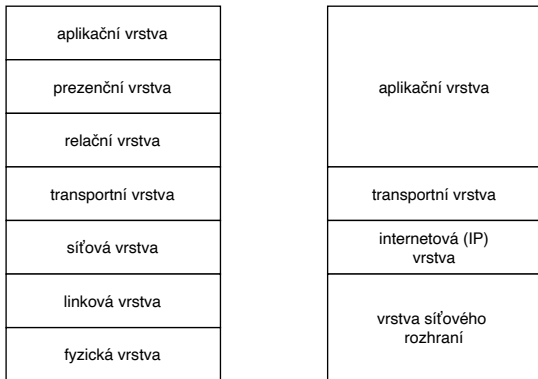 aplikační vrstva
prezenční vrstva
relační vrstva
transportní vrstva
síťová vrstva
linková vrstva
fyzická vrstva
aplikační vrstva
transportní vrstva
internetová (IP)
vrstva
vrstva síťového
rozhraní